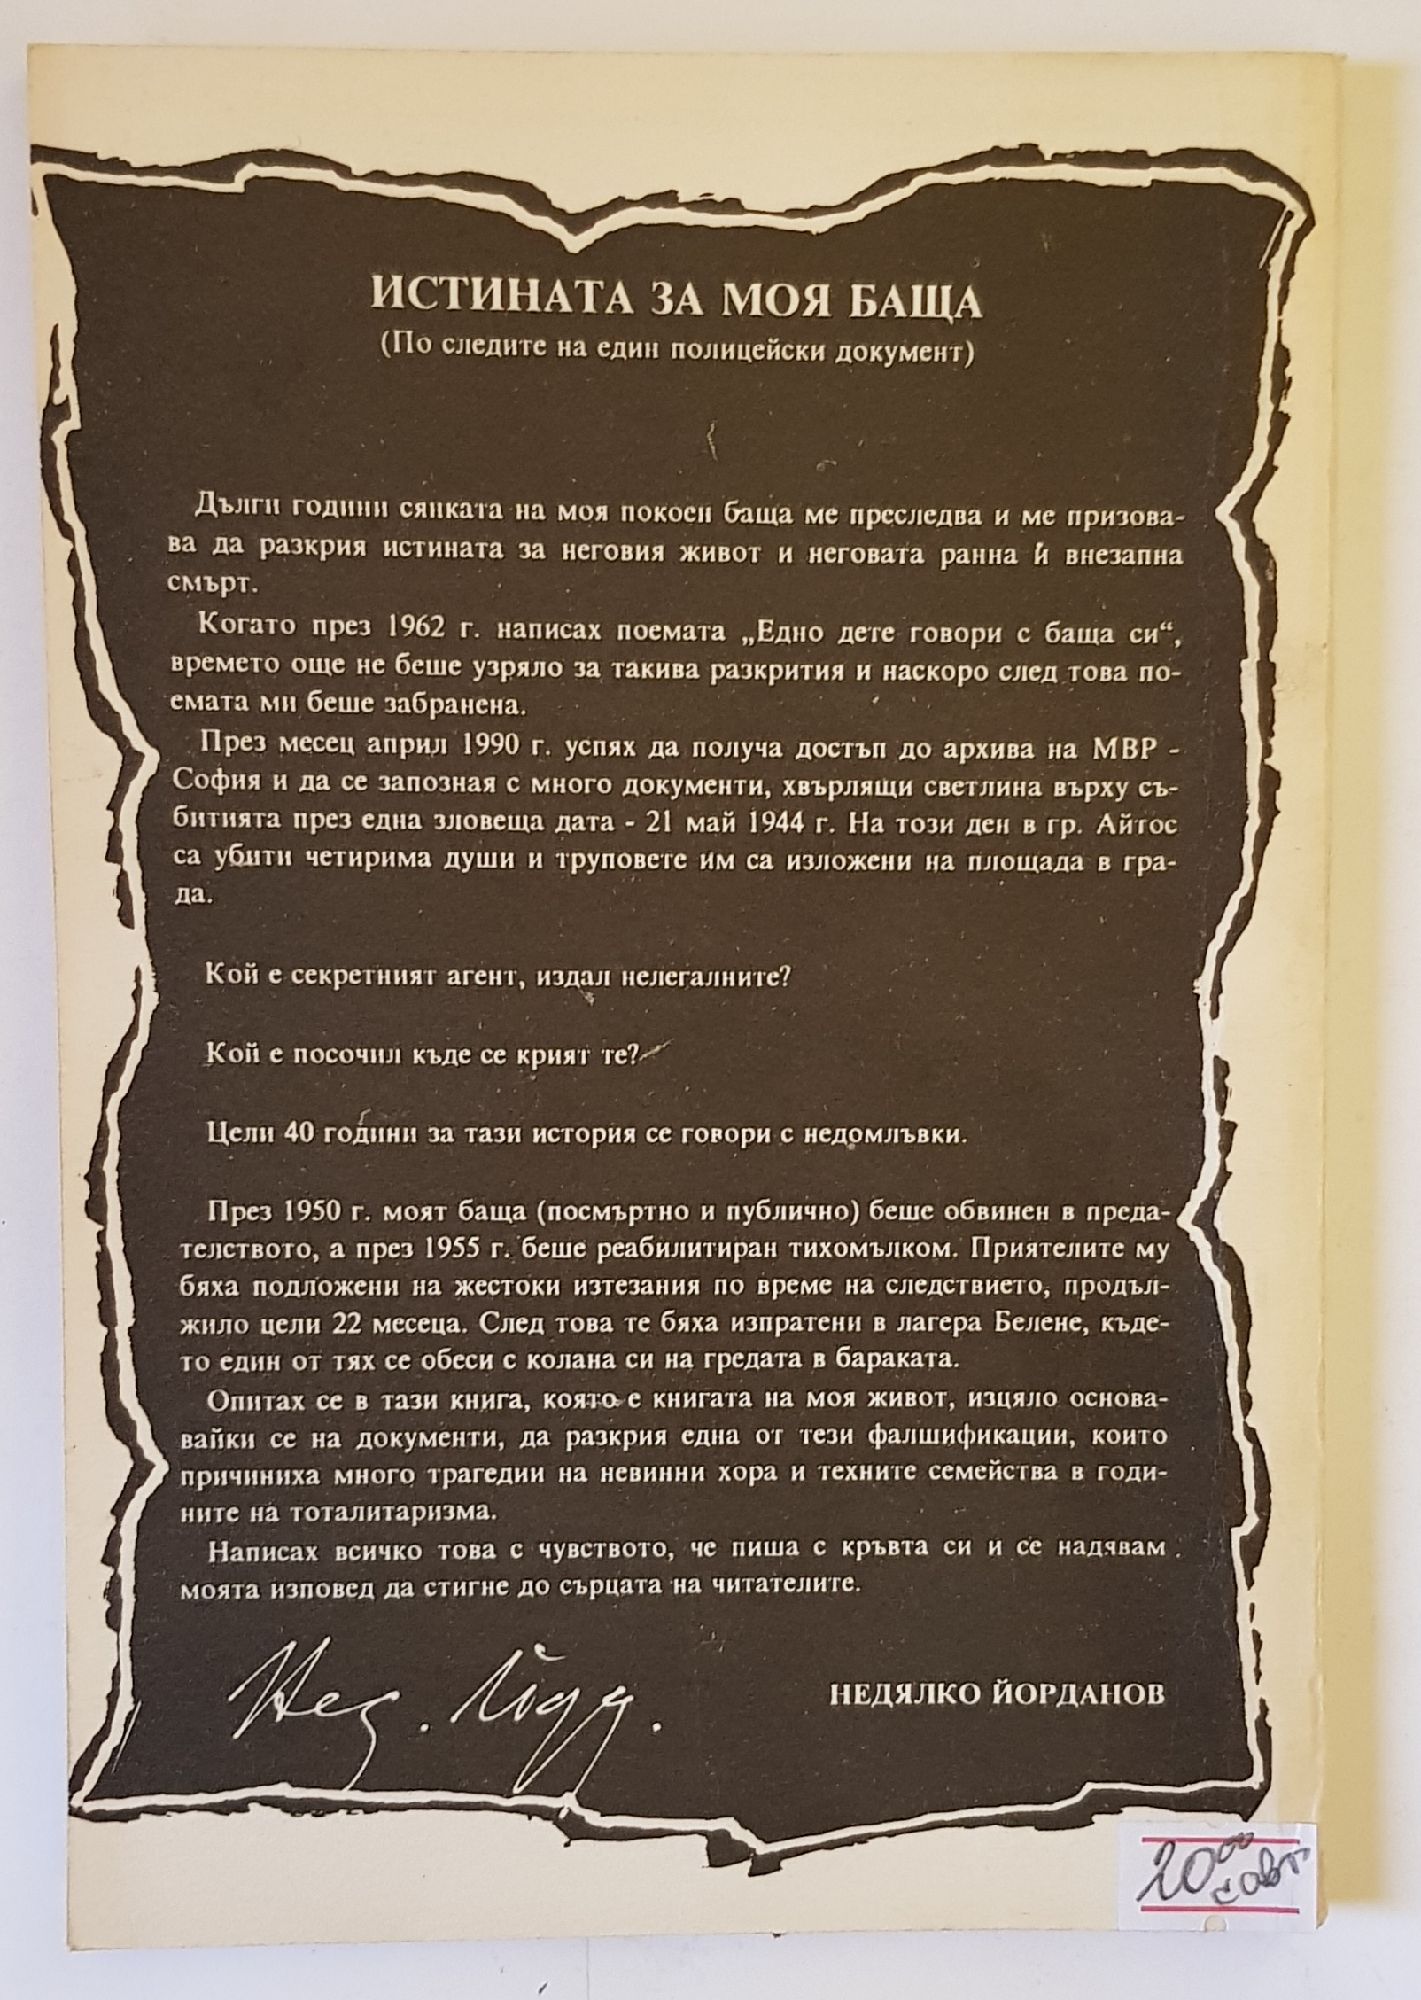 ИСТИНАТА ЗА МОЯ БАЩА
(По следите на един полицейски документ)
Дълги години сянката на моя покоен баща ме преследва и ме призова-
ва да разкрия истината за неговия живот и неговата ранна и внезапна
смърт.
Когато през 1962 г. написах поемата „Едно дете говори с баща си“,
времето още не беше узряло за такива разкрития и наскоро след това по-
емата ми беше забранена.
През месец април 1990 г. успях да получа достъп до архива на МВР -
София и да се запозная с много документи, хвърлящи светлина върху съ-
битията през една зловеща дата - 21 май 1944 г. На този ден в гр. Айтос
са убити четирима души и труповете им са изложени на площада в гра-
да.
Кой е секретният агент, издал нелегалните?
Кой е посочил къде се крият те?
Цели 40 години за тази история се говори с недомлъвки.
През 1950 г. моят баща (посмъртно и публично) беше обвинен в преда-
телството, а през 1955 г. беше реабилитиран тихомълком. Приятелите му
бяха подложени на жестоки изтезания по време на следствието, продъл-
жило цели 22 месеца. След това те бяха изпратени в лагера Белене, къде-
то един от тях се обеси с колана си на гредата в бараката.
Опитах се в тази книга, която е книгата на моя живот, изцяло основа-
вайки се на документи, да разкрия една от тези фалшификации, които
причиниха много трагедии на невинни хора и техните семейства в годи-
ните на тоталитаризма.
Написах всичко това с чувството, че пиша с кръвта си и се надявам
моята изповед да стигне до сърцата на читателите.
Нед. Йорд.
НЕДЯЛКО ЙОРДАНОВ
20 00